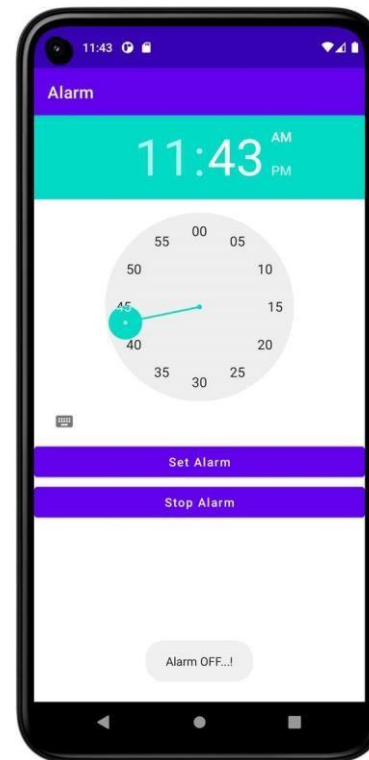 11:43
Alarm
11:43 AM
PM
00
55 05
50 10
45 15
40 20
35 25
30
Set Alarm
Stop Alarm
Alarm OFF...!